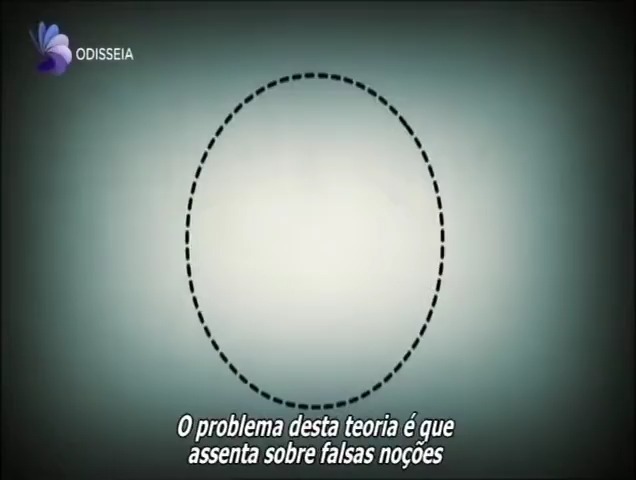 ODISSEIA
O problema desta teoria é que
assenta sobre falsas noções